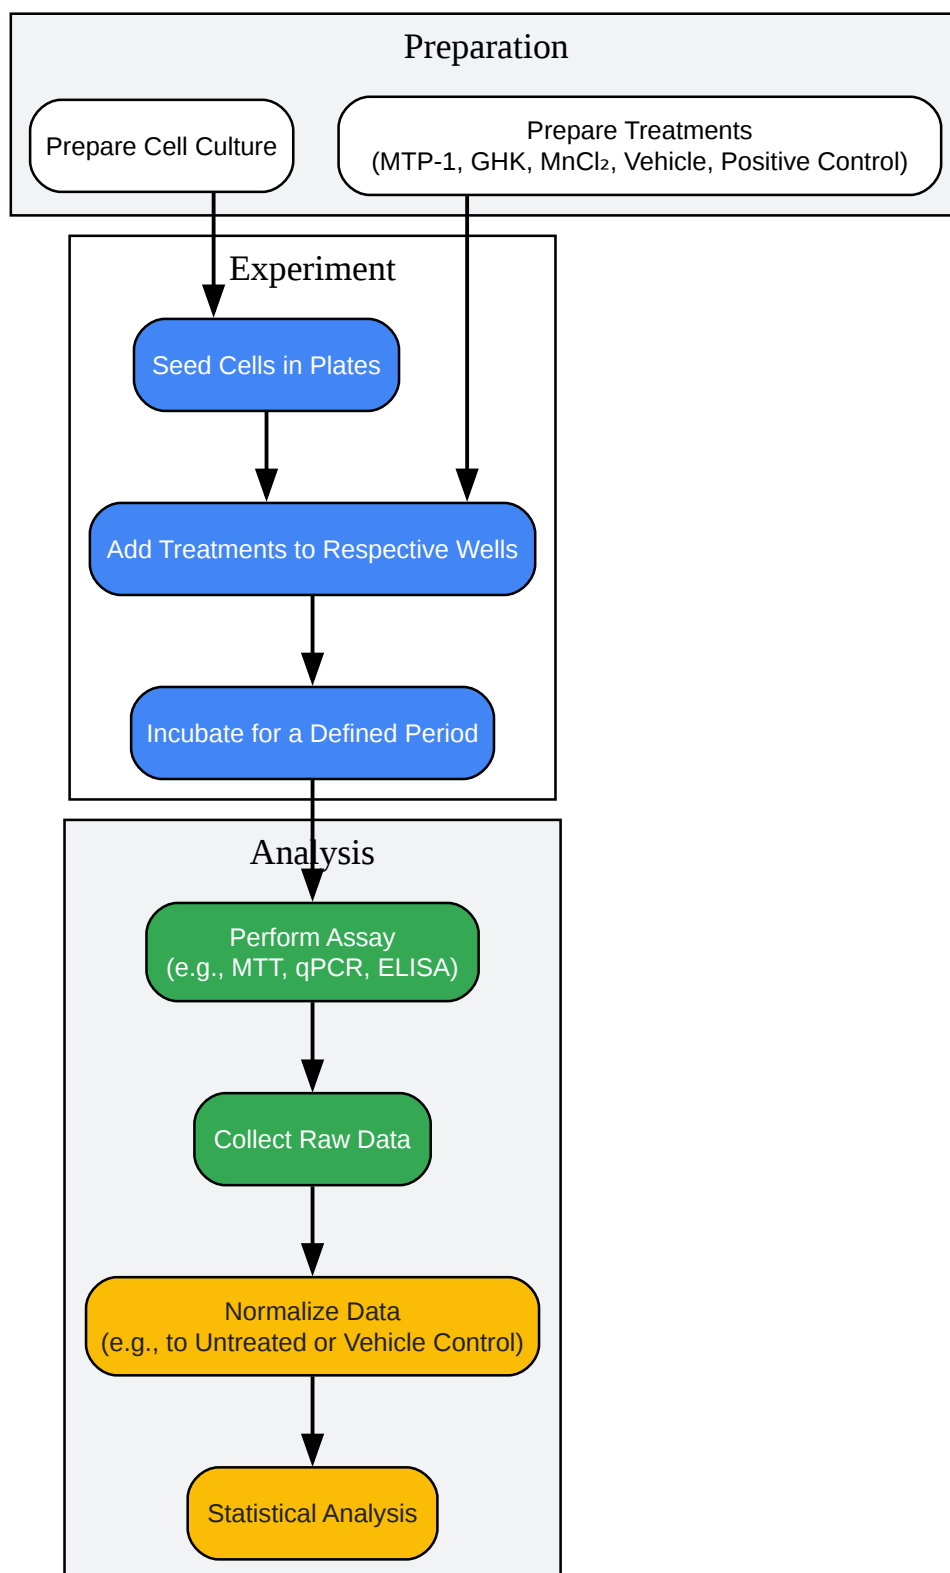 Preparation
Prepare Cell Culture
Prepare Treatments
(MTP-1, GHK, MnCl₂, Vehicle, Positive Control)
Experiment
Seed Cells in Plates
Add Treatments to Respective Wells
Incubate for a Defined Period
Analysis
Perform Assay
(e.g., MTT, qPCR, ELISA)
Collect Raw Data
Normalize Data
(e.g., to Untreated or Vehicle Control)
Statistical Analysis